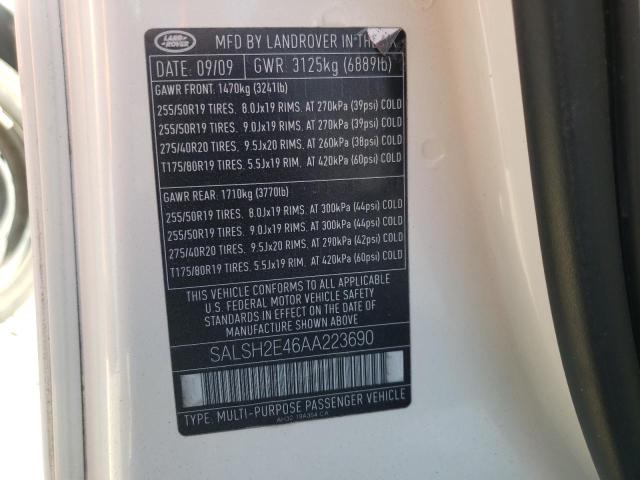 LAND ROVER
MFD BY LANDROVER IN
DATE: 09/09 GWR. 3125kg (6889lb)
GAWR FRONT: 1470kg (3241lb)
255/50R19 TIRES. 8.0Jx19 RIMS. AT 270kPa (39psi) COLD
255/50R19 TIRES. 9.0Jx19 RIMS. AT 270kPa (39psi) COLD
275/40R20 TIRES. 9.5Jx20 RIMS. AT 260kPa (38psi) COLD
T175/80R19 TIRES. 5.5Jx19 RIM. AT 420kPa (60psi) COLD
GAWR REAR: 1710kg (3770lb)
255/50R19 TIRES. 8.0Jx19 RIMS. AT 300kPa (44psi) COLD
255/50R19 TIRES. 9.0Jx19 RIMS. AT 300kPa (44psi) COLD
275/40R20 TIRES. 9.5Jx20 RIMS. AT 290kPa (42psi) COLD
T175/80R19 TIRES. 5.5Jx19 RIM. AT 420kPa (60psi) COLD
THIS VEHICLE CONFORMS TO ALL APPLICABLE
U.S. FEDERAL MOTOR VEHICLE SAFETY
STANDARDS IN EFFECT ON THE DATE OF
MANUFACTURE SHOWN ABOVE.
SALSH2E46AA223690
TYPE: MULTI-PURPOSE PASSENGER VEHICLE